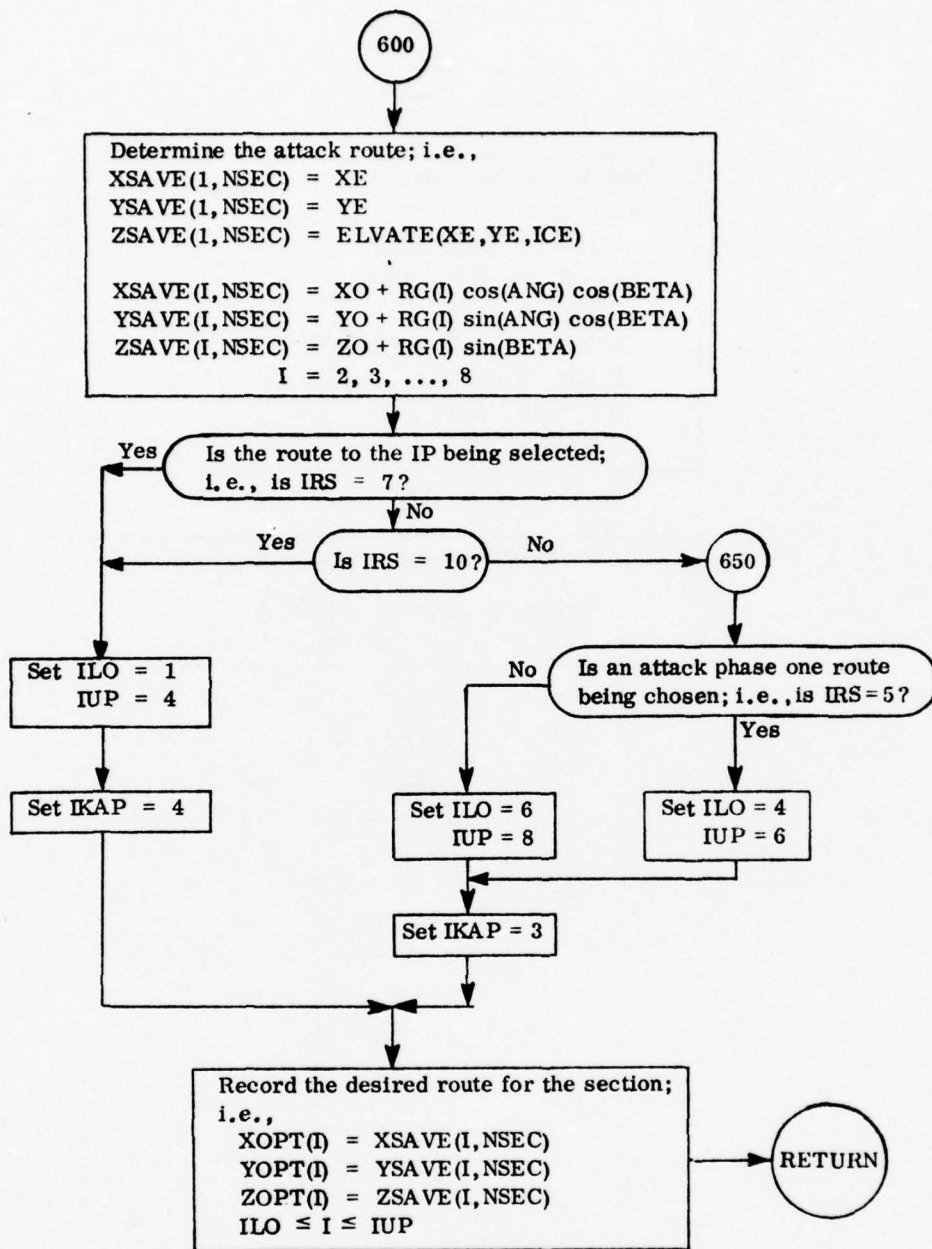 600
Determine the attack route; i.e.,
XSAVE(1,NSEC) = XE
YSAVE(1,NSEC) = YE
ZSAVE(1,NSEC) = ELVATE(XE,YE,ICE)
XSAVE(I,NSEC) = XO + RG(I) cos(ANG) cos(BETA)
YSAVE(I,NSEC) = YO + RG(I) sin(ANG) cos(BETA)
ZSAVE(I,NSEC) = ZO + RG(I) sin(BETA)
I = 2, 3, ..., 8
Yes
Is the route to the IP being selected;
i.e., is IRS = 7?
No
Yes
Is IRS = 10?
No
650
Set ILO = 1
IUP = 4
No
Is an attack phase one route
being chosen; i.e., is IRS=5?
Yes
Set IKAP = 4
Set ILO = 6
IUP = 8
Set ILO = 4
IUP = 6
Set IKAP = 3
Record the desired route for the section;
i.e.,
XOPT(I) = XSAVE(I,NSEC)
YOPT(I) = YSAVE(I,NSEC)
ZOPT(I) = ZSAVE(I,NSEC)
ILO ≤ I ≤ IUP
RETURN